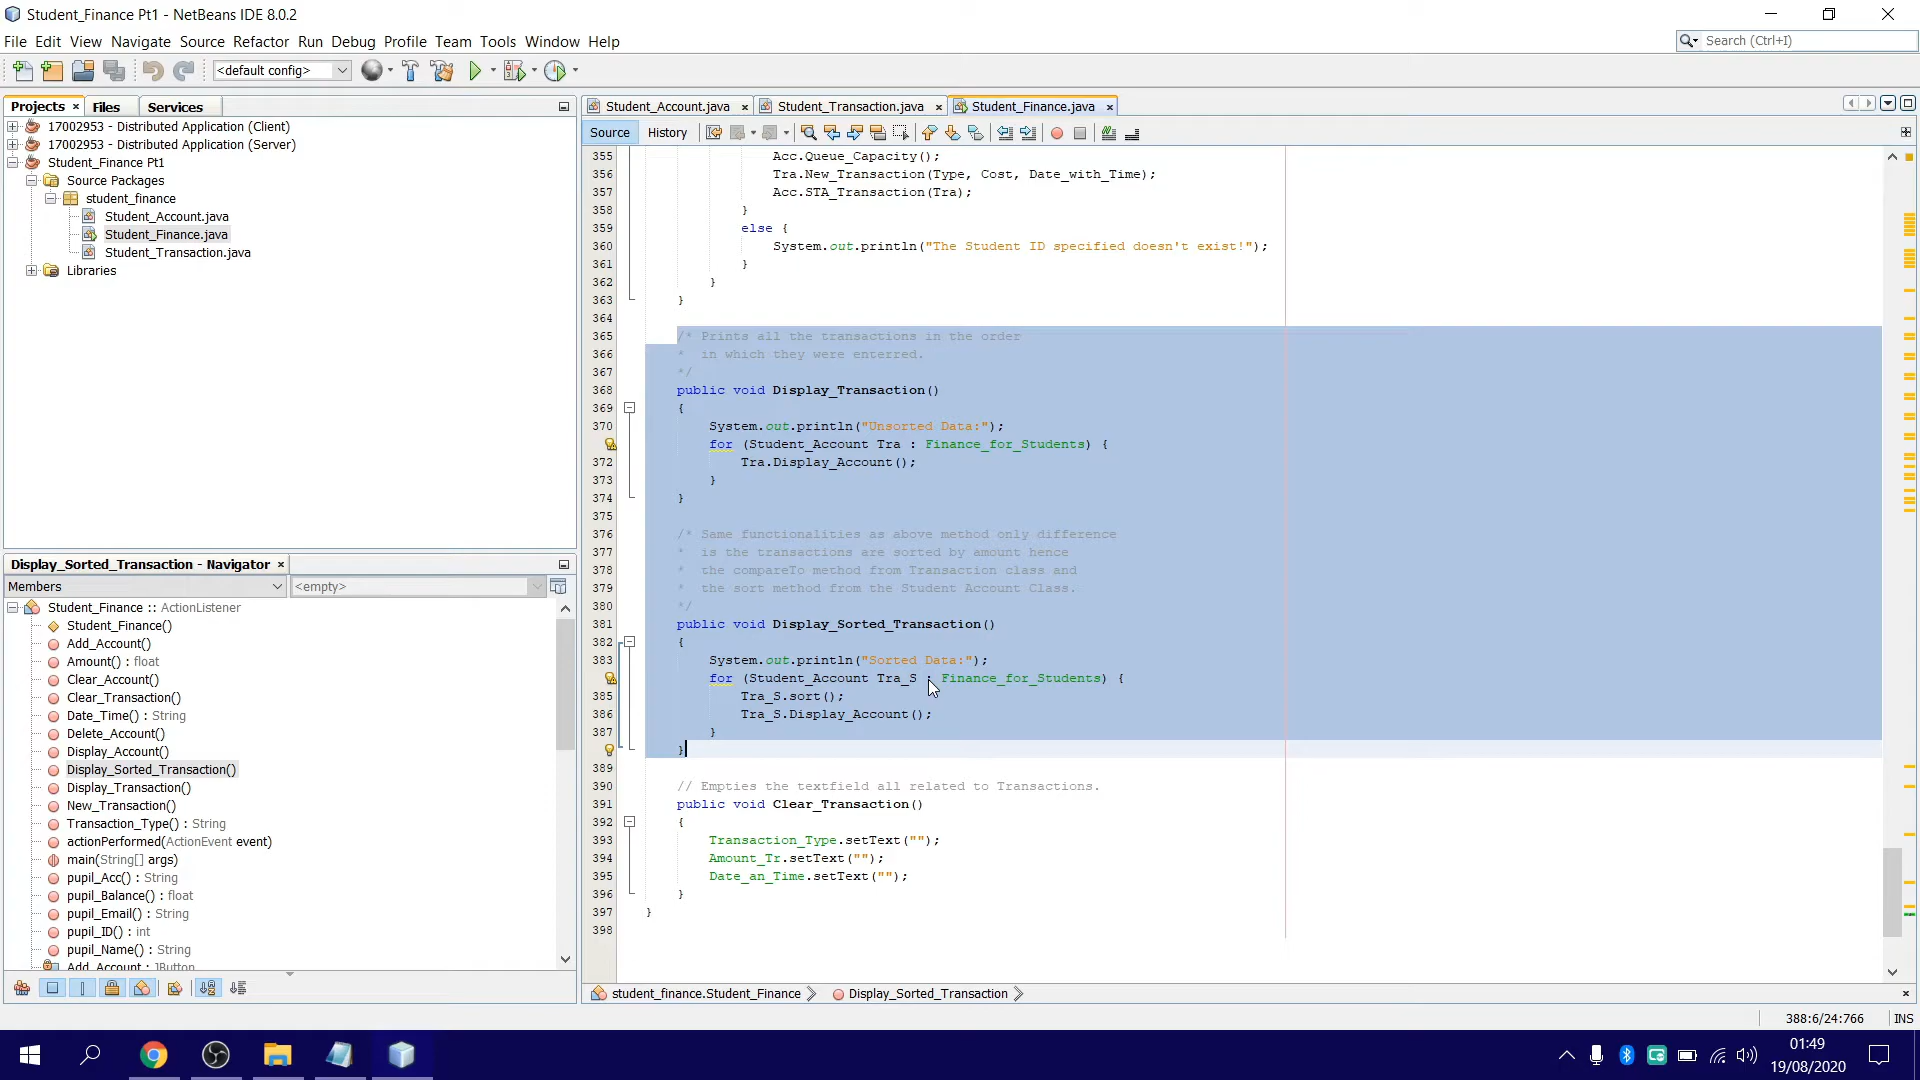 Student_Finance Pt1 - NetBeans IDE 8.0.2
File Edit View Navigate Source Refactor Run Debug Profile Team Tools Window Help
Search (Ctrl+I)
<default config>
Projects × Files Services
17002953 - Distributed Application (Client)
17002953 - Distributed Application (Server)
Student_Finance Pt1
Source Packages
student_finance
Student_Account.java
Student_Finance.java
Student_Transaction.java
Libraries
Display_Sorted_Transaction - Navigator ×
Members <empty>
Student_Finance :: ActionListener
Student_Finance()
Add_Account()
Amount() : float
Clear_Account()
Clear_Transaction()
Date_Time() : String
Delete_Account()
Display_Account()
Display_Sorted_Transaction()
Display_Transaction()
New_Transaction()
Transaction_Type() : String
actionPerformed(ActionEvent event)
main(String[] args)
pupil_Acc() : String
pupil_Balance() : float
pupil_Email() : String
pupil_ID() : int
pupil_Name() : String
Add_Account : JButton
Student_Account.java × Student_Transaction.java × Student_Finance.java ×
Source History
355 Acc.Queue_Capacity();
356 Tra.New_Transaction(Type, Cost, Date_with_Time);
357 Acc.STA_Transaction(Tra);
358 }
359 else {
360 System.out.println("The Student ID specified doesn't exist!");
361 }
362 }
363 }
364
365 /* Prints all the transactions in the order
366 * in which they were enterred.
367 */
368 public void Display_Transaction()
369 {
370 System.out.println("Unsorted Data:");
for (Student_Account Tra : Finance_for_Students) {
372 Tra.Display_Account();
373 }
374 }
375
376 /* Same functionalities as above method only difference
377 * is the transactions are sorted by amount hence
378 * the compareTo method from Transaction class and
379 * the sort method from the Student Account Class.
380 */
381 public void Display_Sorted_Transaction()
382 {
383 System.out.println("Sorted Data:");
for (Student_Account Tra_S : Finance_for_Students) {
385 Tra_S.sort();
386 Tra_S.Display_Account();
387 }
}
389
390 // Empties the textfield all related to Transactions.
391 public void Clear_Transaction()
392 {
393 Transaction_Type.setText("");
394 Amount_Tr.setText("");
395 Date_an_Time.setText("");
396 }
397 }
398
student_finance.Student_Finance Display_Sorted_Transaction
388:6/24:766 INS
01:49
19/08/2020